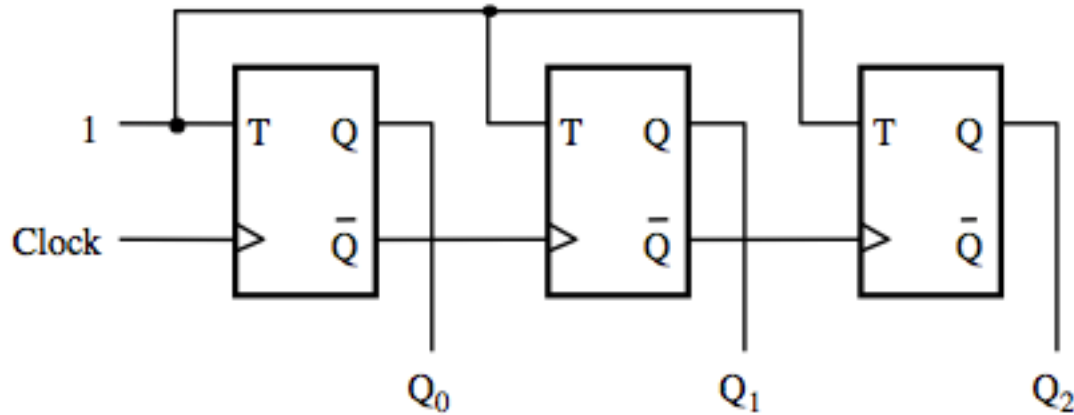 1 T Q T Q T Q
Clock Q̅ Q̅ Q̅
Q₀ Q₁ Q₂